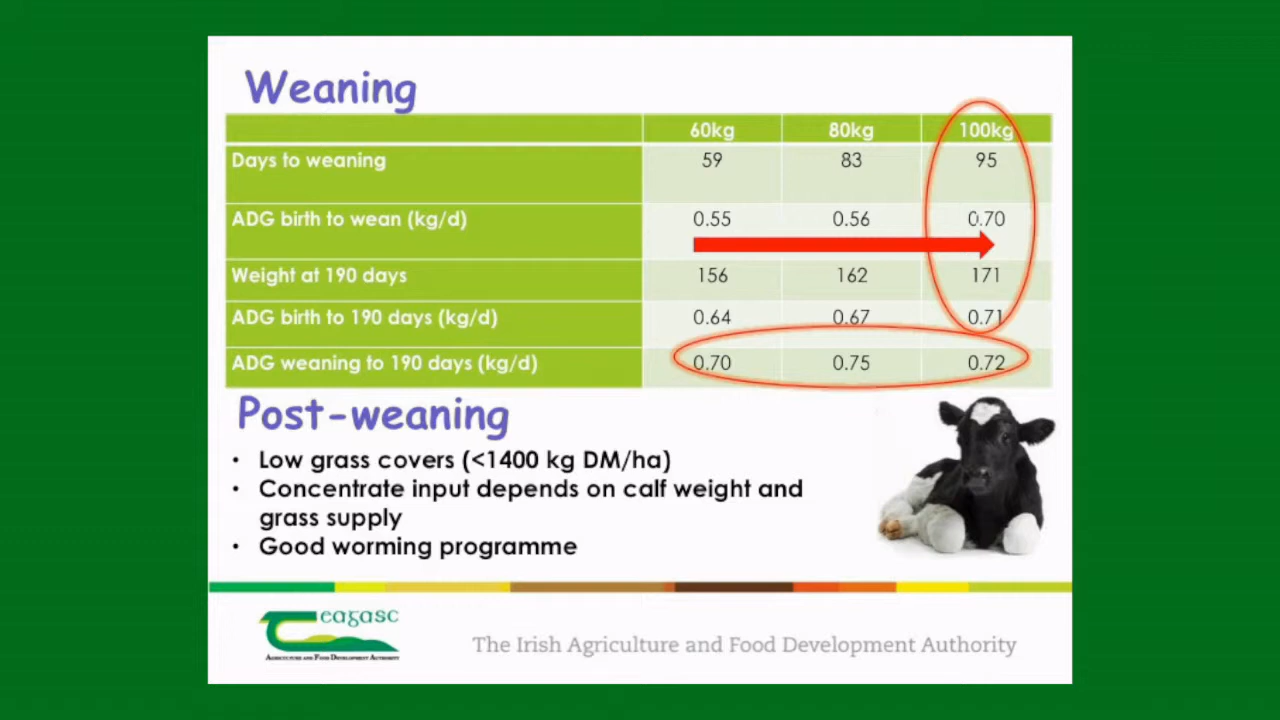 Weaning
60kg 80kg 100kg
Days to weaning 59 83 95
ADG birth to wean (kg/d) 0.55 0.56 0.70
Weight at 190 days 156 162 171
ADG birth to 190 days (kg/d) 0.64 0.67 0.71
ADG weaning to 190 days (kg/d) 0.70 0.75 0.72
Post-weaning
• Low grass covers (<1400 kg DM/ha)
• Concentrate input depends on calf weight and
grass supply
• Good worming programme
Teagasc
Agriculture and Food Development Authority
The Irish Agriculture and Food Development Authority